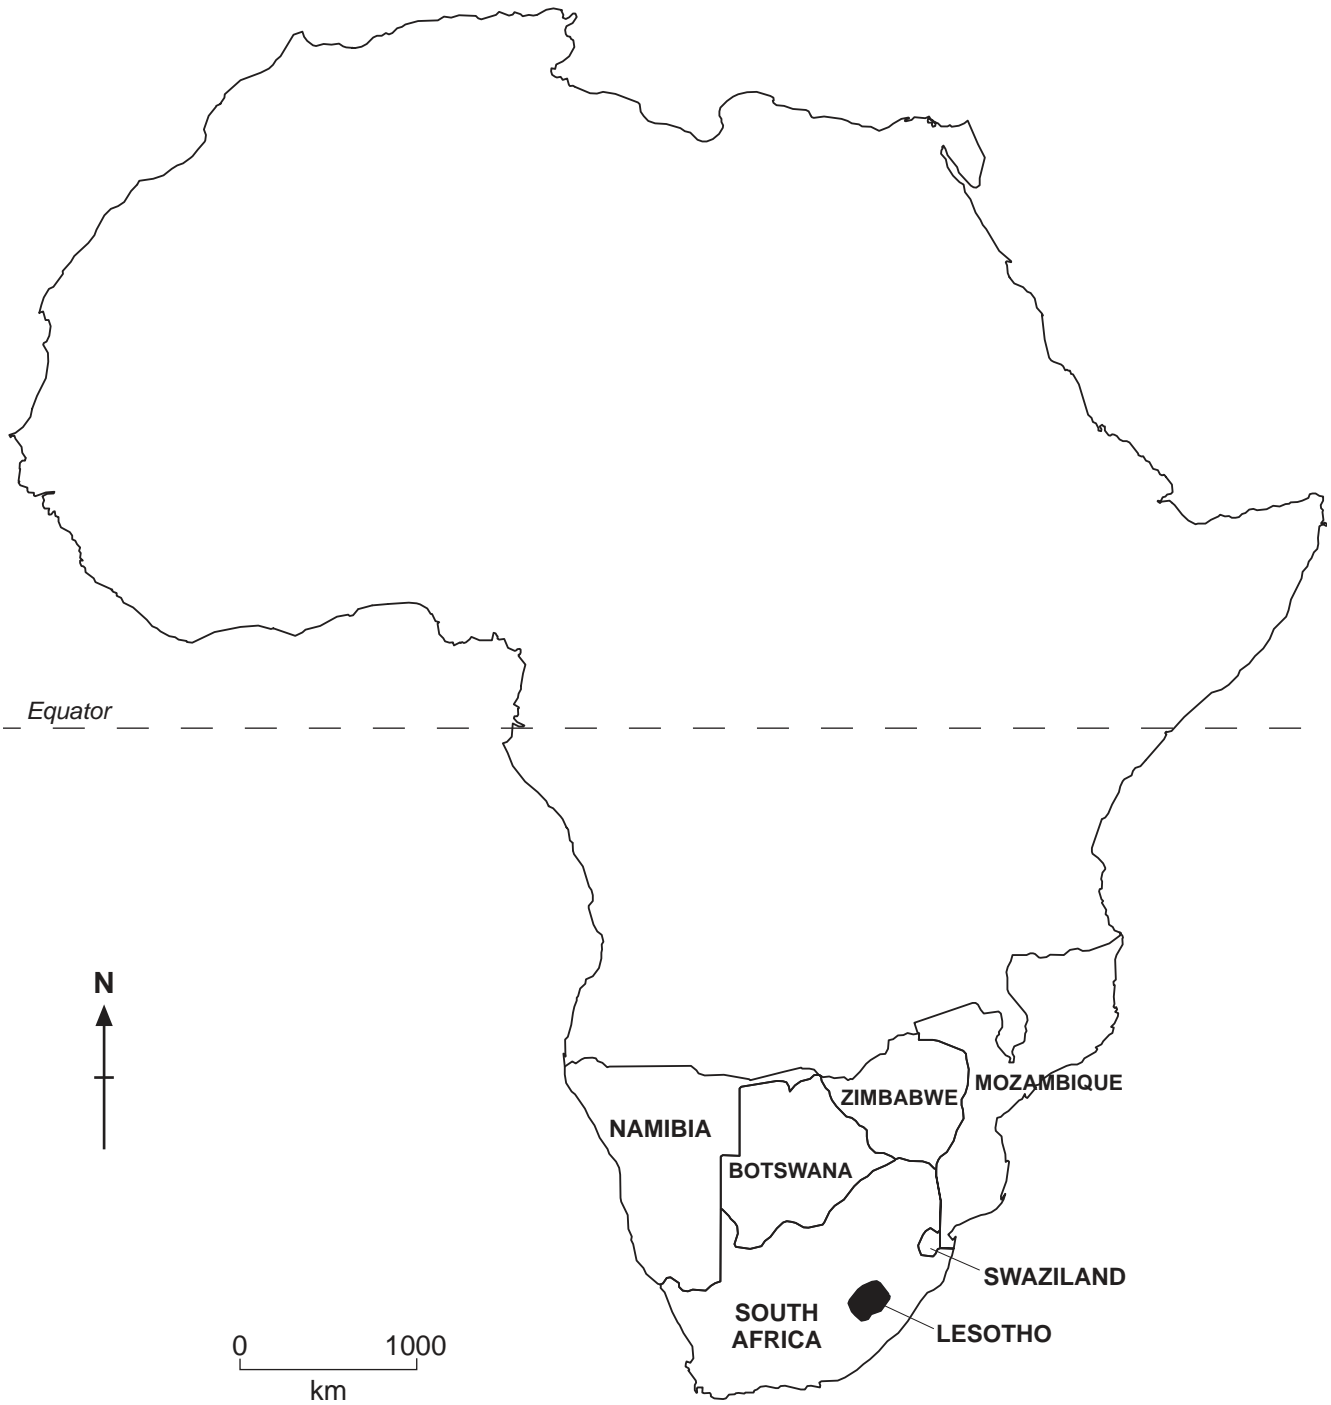 Equator
N
MOZAMBIQUE
ZIMBABWE
NAMIBIA
BOTSWANA
SWAZILAND
SOUTH
AFRICA
LESOTHO
0 1000
km